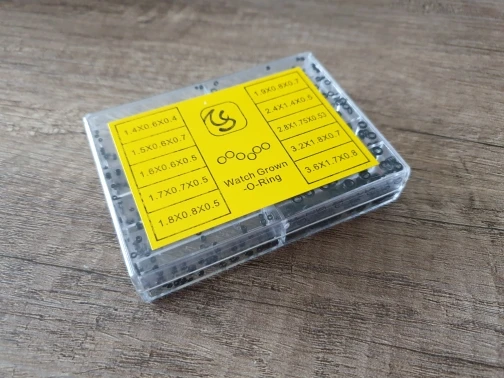 1.4X0.6X0.4
1.5X0.6X0.7
1.6X0.6X0.5
1.7X0.7X0.5
1.8X0.8X0.5
Watch Grown
-O-Ring
1.9X0.8X0.7
2.4X1.4X0.5
2.8X1.75X0.53
3.2X1.8X0.7
3.6X1.7X0.8